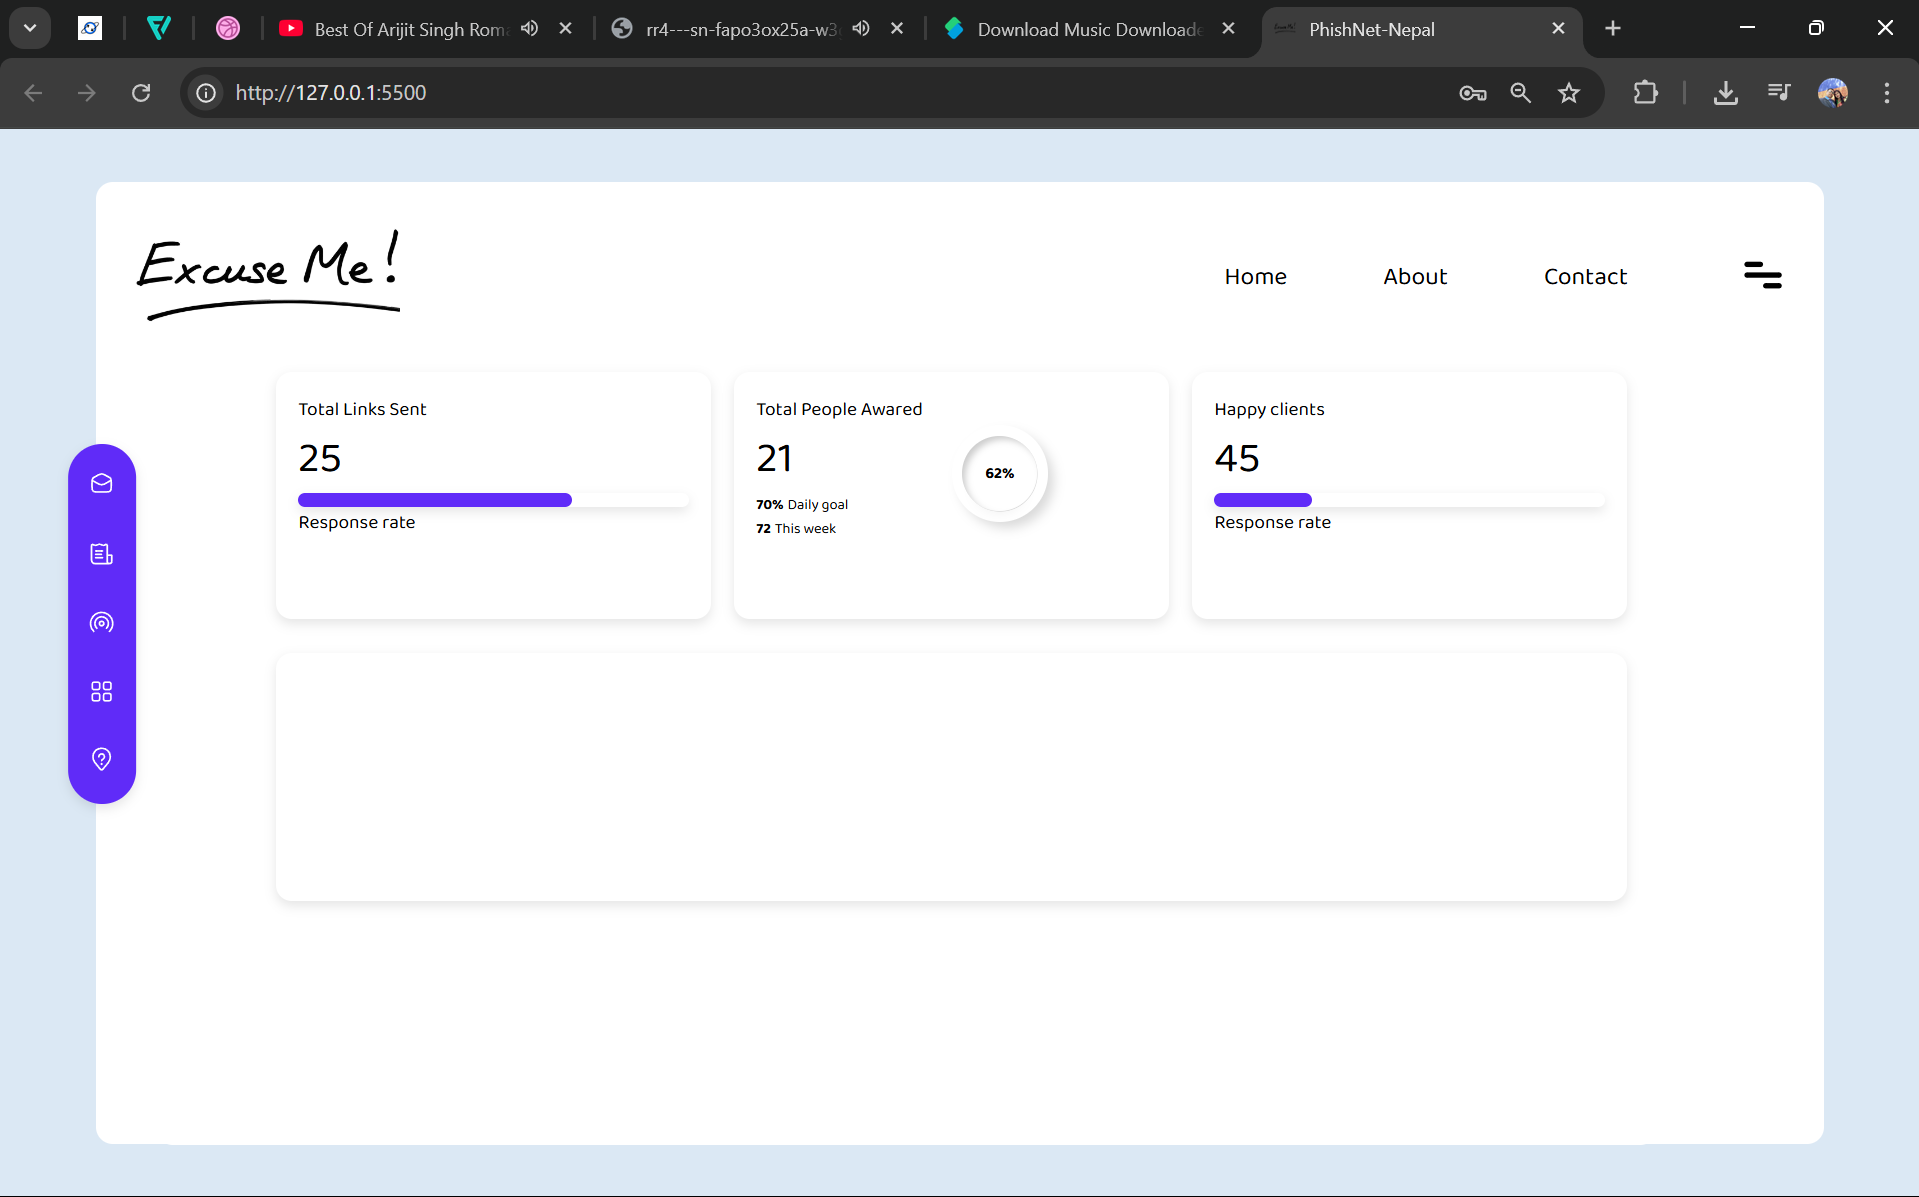 Best Of Arijit Singh Rom
rr4---sn-fapo3ox25a-w3
Download Music Downloade
PhishNet-Nepal
http://127.0.0.1:5500
Excuse Me!
Home
About
Contact
Total Links Sent
25
Response rate
Total People Awared
21
62%
70% Daily goal
72 This week
Happy clients
45
Response rate